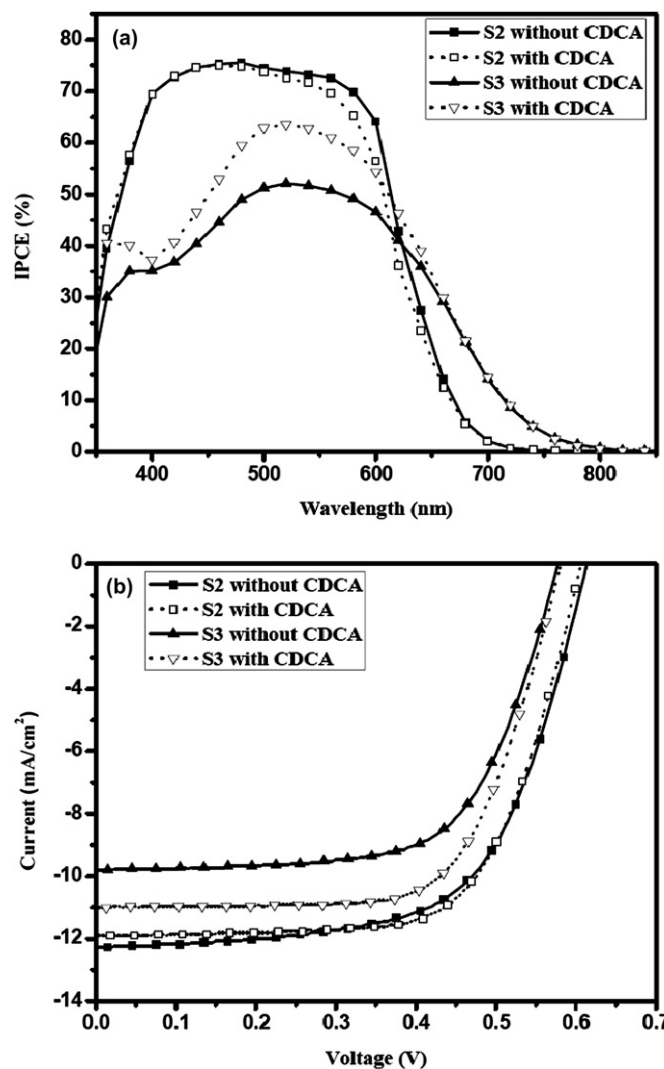 (a)
S2 without CDCA
S2 with CDCA
S3 without CDCA
S3 with CDCA
80
70
60
50
40
30
20
10
0
IPCE (%)
400 500 600 700 800
Wavelength (nm)
(b)
S2 without CDCA
S2 with CDCA
S3 without CDCA
S3 with CDCA
0
-2
-4
-6
-8
-10
-12
-14
Current (mA/cm²)
0.0 0.1 0.2 0.3 0.4 0.5 0.6 0.7
Voltage (V)